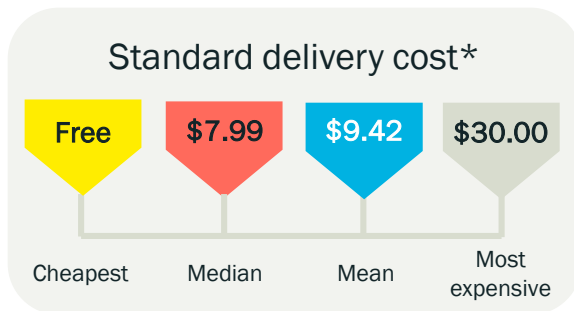 Standard delivery cost*
Free
$7.99
$9.42
$30.00
Cheapest
Median
Mean
Most
expensive